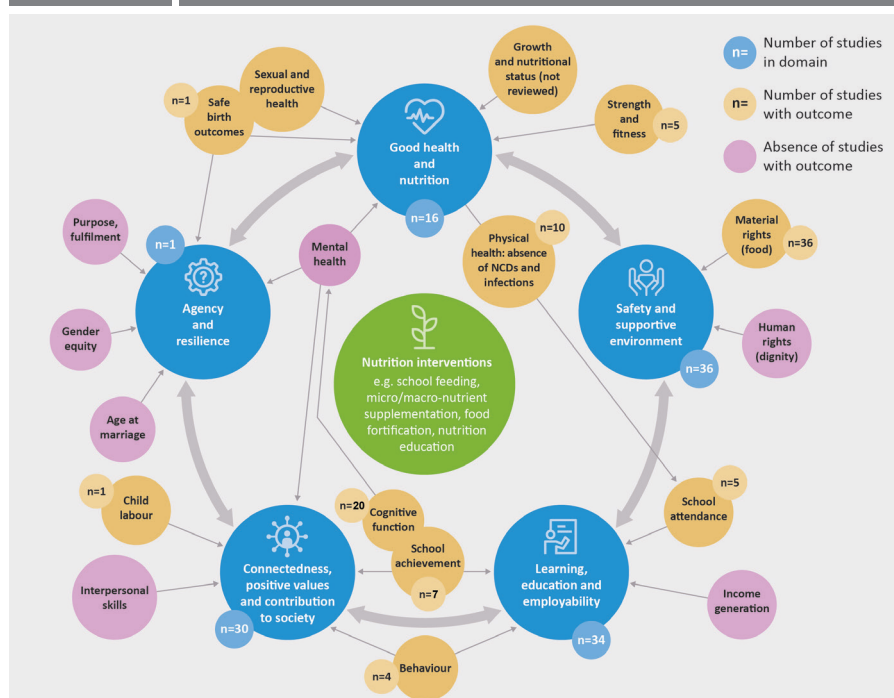 n=
Number of studies
in domain
n=
Number of studies
with outcome
Absence of studies
with outcome
Sexual and
reproductive health
n=1
Safe
birth
outcomes
Growth
and nutritional
status (not
reviewed)
Strength
and
fitness
n=5
Good health
and
nutrition
n=16
Purpose,
fulfilment
n=1
Agency
and
resilience
Gender
equity
Age at
marriage
Mental
health
n=10
Physical
health: absence
of NCDs and
infections
Material
rights
(food)
n=36
Safety and
supportive
environment
n=36
Human
rights
(dignity)
Nutrition interventions
e.g. school feeding,
micro/macro-nutrient
supplementation, food
fortification, nutrition
education
n=1
Child
labour
Interpersonal
skills
Connectedness,
positive values
and contribution
to society
n=30
n=20
Cognitive
function
School
achievement
n=7
Learning,
education and
employability
n=34
n=5
School
attendance
Income
generation
Behaviour
n=4